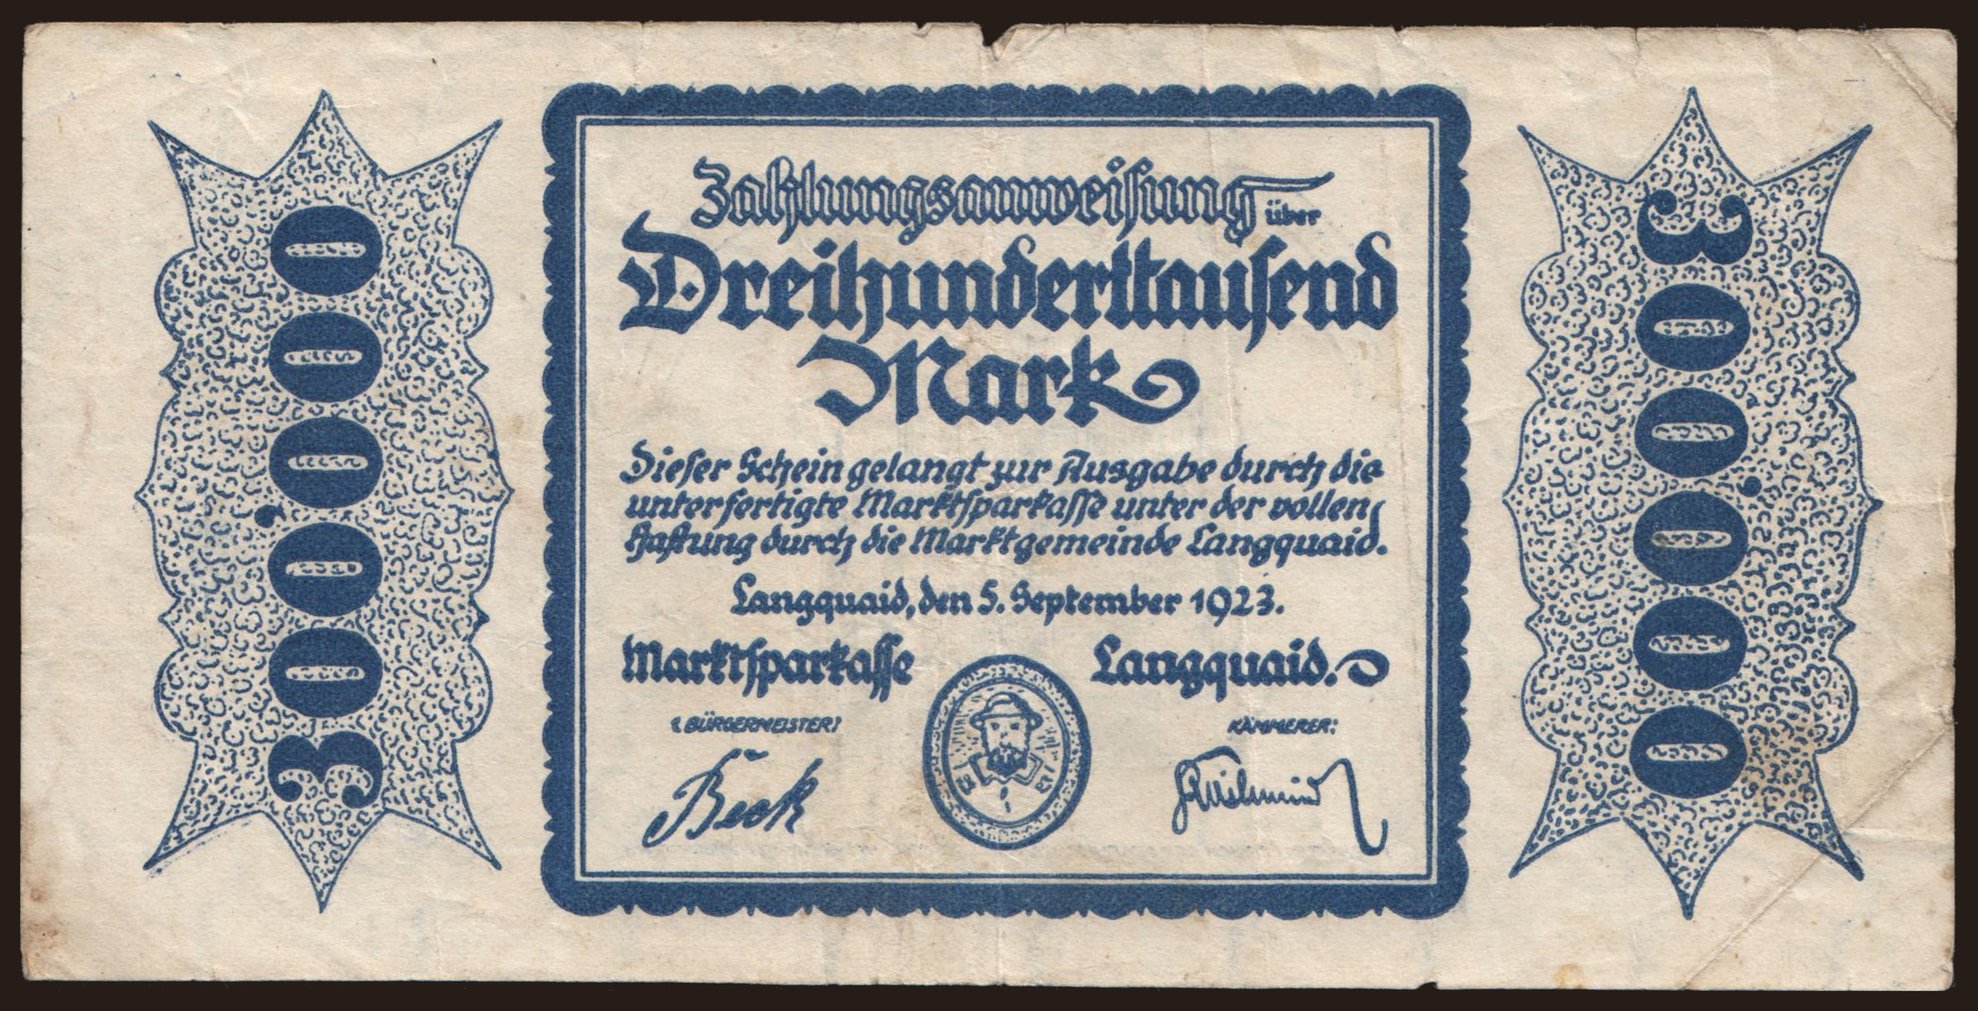 300,000
Zahlungsanweisung über
Dreihunderttausend
Mark
Dieser Schein gelangt zur Ausgabe durch die
unterfertigte Marktsparkasse unter der vollen
Haftung durch die Marktgemeinde Langquaid.
Langquaid, den 5. September 1923.
Marktsparkasse Langquaid.
1. BÜRGERMEISTER:
KÄMMERER:
Beck
300,000